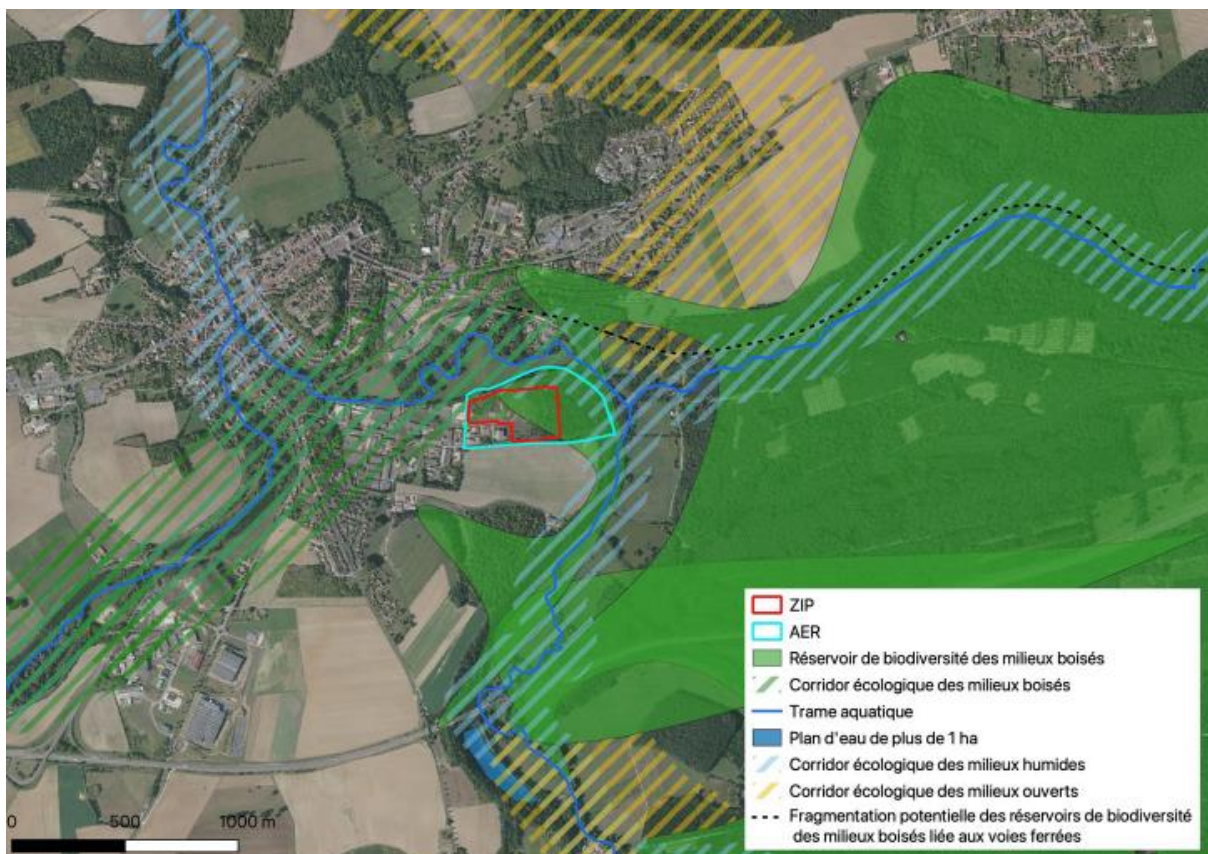 ZIP
AER
Réservoir de biodiversité des milieux boisés
Corridor écologique des milieux boisés
Trame aquatique
Plan d'eau de plus de 1 ha
Corridor écologique des milieux humides
Corridor écologique des milieux ouverts
Fragmentation potentielle des réservoirs de biodiversité
des milieux boisés liée aux voies ferrées
0 500 1000 m